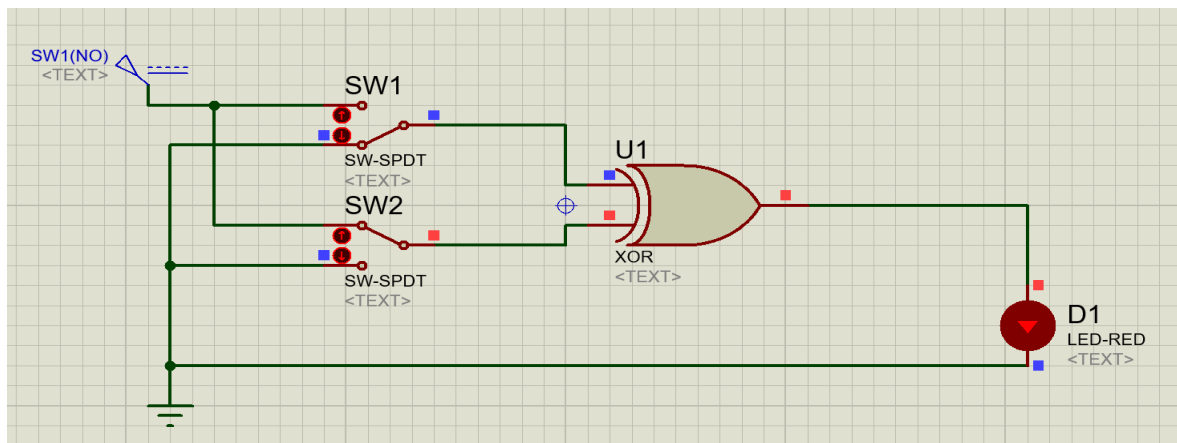 SW1(NO)
<TEXT>
SW1
SW-SPDT
<TEXT>
SW2
SW-SPDT
<TEXT>
U1
XOR
<TEXT>
D1
LED-RED
<TEXT>